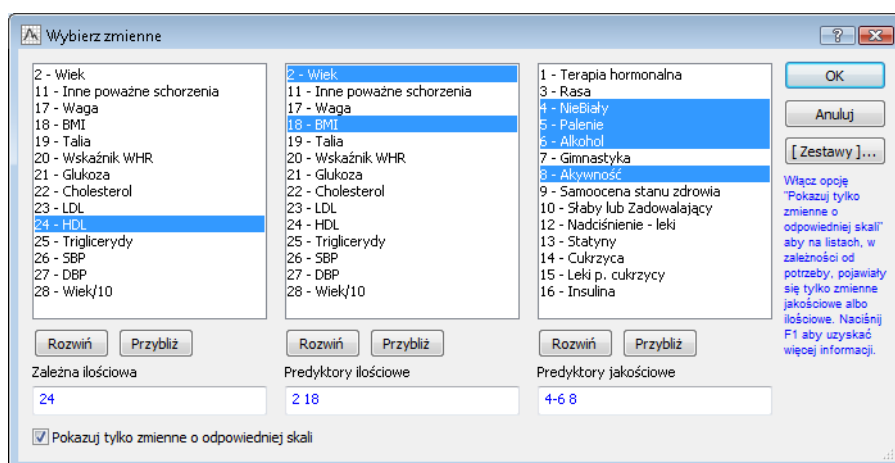 Wybierz zmienne
2 - Wiek
11 - Inne poważne schorzenia
17 - Waga
18 - BMI
19 - Talia
20 - Wskaźnik WHR
21 - Glukoza
22 - Cholesterol
23 - LDL
24 - HDL
25 - Triglicerydy
26 - SBP
27 - DBP
28 - Wiek/10
Rozwiń
Przybliż
Zależna ilościowa
24
2 - Wiek
11 - Inne poważne schorzenia
17 - Waga
18 - BMI
19 - Talia
20 - Wskaźnik WHR
21 - Glukoza
22 - Cholesterol
23 - LDL
24 - HDL
25 - Triglicerydy
26 - SBP
27 - DBP
28 - Wiek/10
Rozwiń
Przybliż
Predyktory ilościowe
2 18
1 - Terapia hormonalna
3 - Rasa
4 - NieBiały
5 - Palenie
6 - Alkohol
7 - Gimnastyka
8 - Akywność
9 - Samoocena stanu zdrowia
10 - Słaby lub Zadowalający
12 - Nadciśnienie - leki
13 - Statyny
14 - Cukrzyca
15 - Leki p. cukrzycy
16 - Insulina
Rozwiń
Przybliż
Predyktory jakościowe
4-6 8
OK
Anuluj
[ Zestawy ]...
Włącz opcję
"Pokazuj tylko
zmienne o
odpowiedniej skali"
aby na listach, w
zależności od
potrzeby, pojawiały
się tylko zmienne
jakościowe albo
ilościowe. Naciśnij
F1 aby uzyskać
więcej informacji.
Pokazuj tylko zmienne o odpowiedniej skali